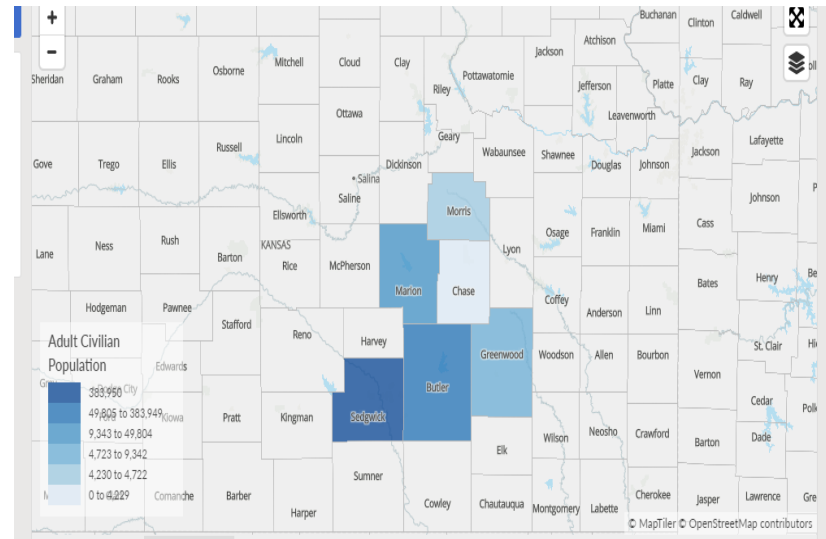 +
−
Buchanan
Clinton
Caldwell
Atchison
Jackson
Mitchell
Cloud
Clay
Riley
Pottawatomie
Jefferson
Platte
Clay
Ray
Sheridan
Graham
Rooks
Osborne
Ottawa
Leavenworth
Geary
Lincoln
Russell
Gove
Trego
Ellis
Dickinson
Wabaunsee
Shawnee
Douglas
Johnson
Jackson
Lafayette
Salina
Saline
Johnson
Ellsworth
Morris
KANSAS
Lane
Ness
Rush
Barton
Rice
McPherson
Lyon
Osage
Franklin
Miami
Cass
Henry
Bates
Marion
Chase
Coffey
Anderson
Linn
Hodgeman
Pawnee
Stafford
Reno
Harvey
St. Clair
Greenwood
Woodson
Allen
Bourbon
Vernon
Edwards
Butler
Sedgwick
Kiowa
Pratt
Kingman
Cedar
Polk
Wilson
Neosho
Crawford
Barton
Dade
Elk
Sumner
Cowley
Chautauqua
Montgomery
Labette
Cherokee
Jasper
Lawrence
Comanche
Barber
Harper
Adult Civilian
Population
383,950
49,805 to 383,949
9,343 to 49,804
4,723 to 9,342
4,230 to 4,722
0 to 4,229
© MapTiler © OpenStreetMap contributors